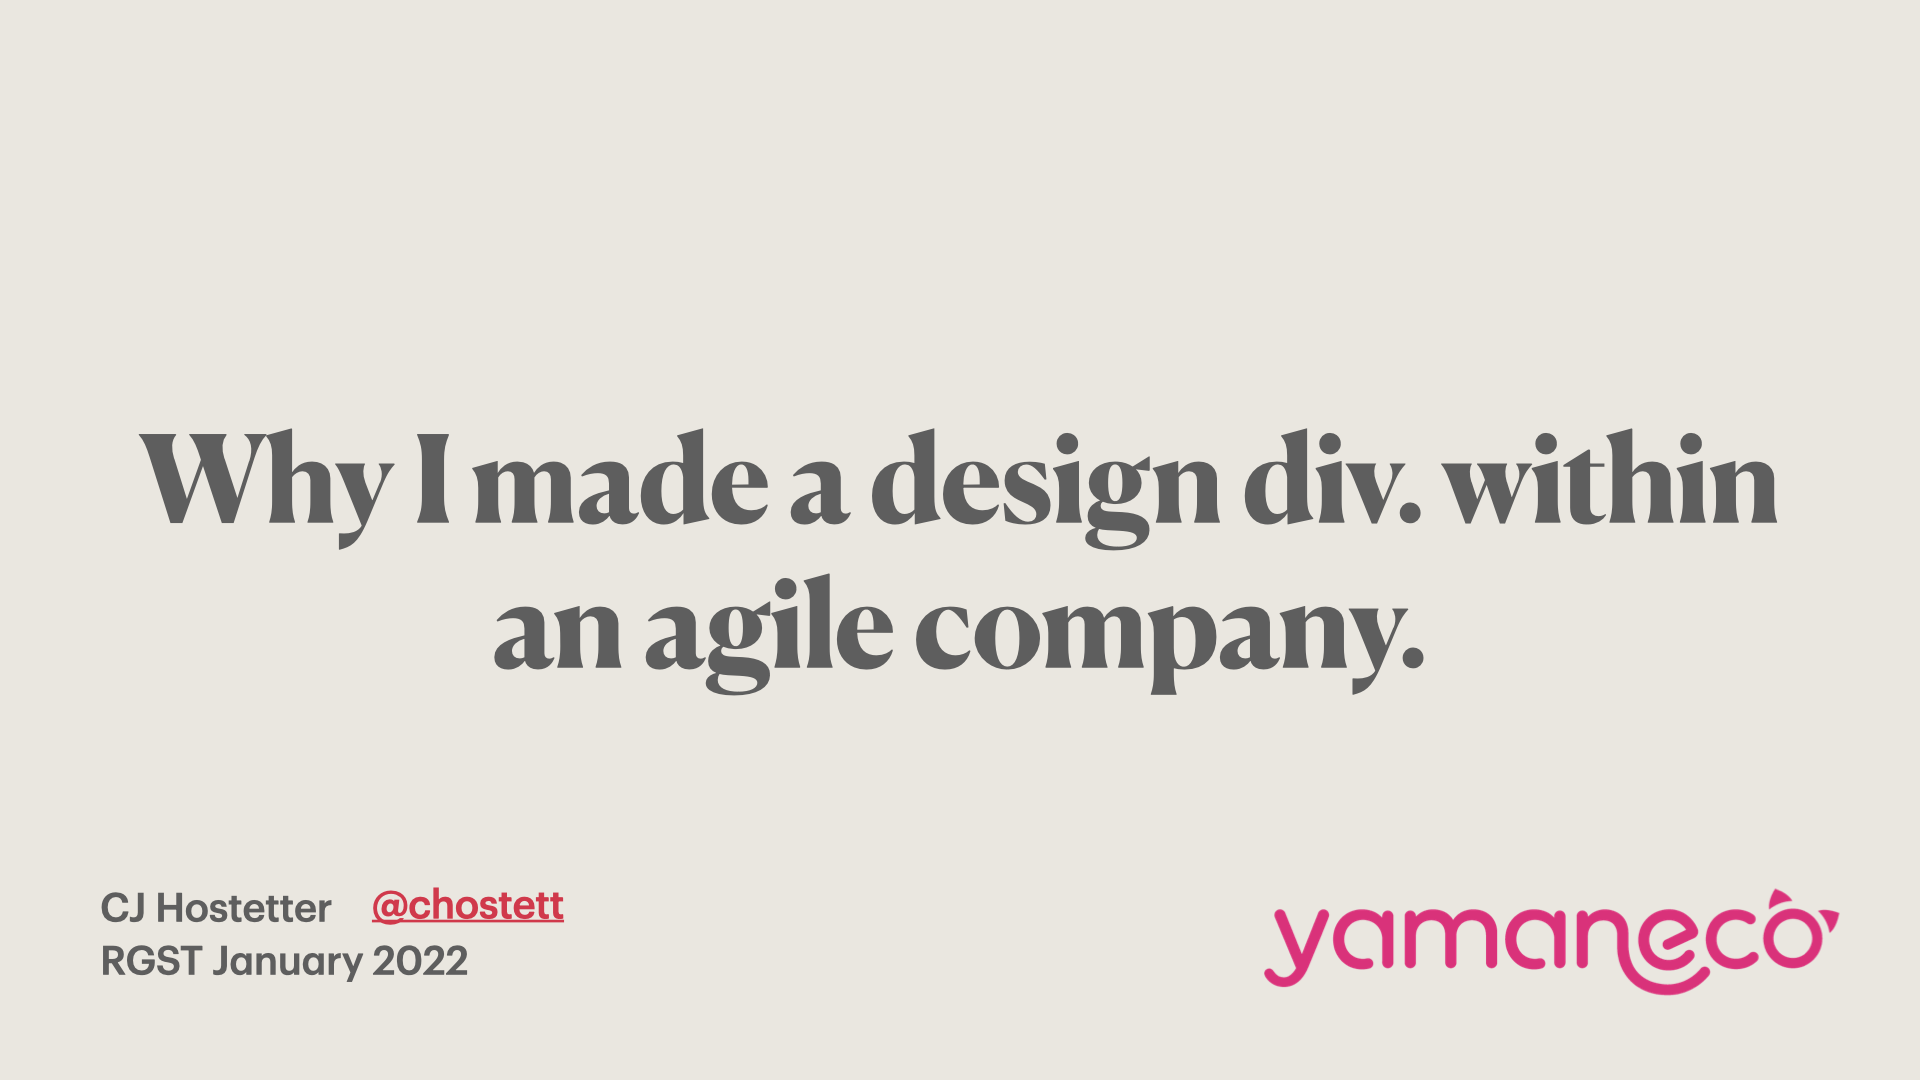 Why I made a design div. within
an agile company.
CJ Hostetter @chostett
RGST January 2022
yamaneco